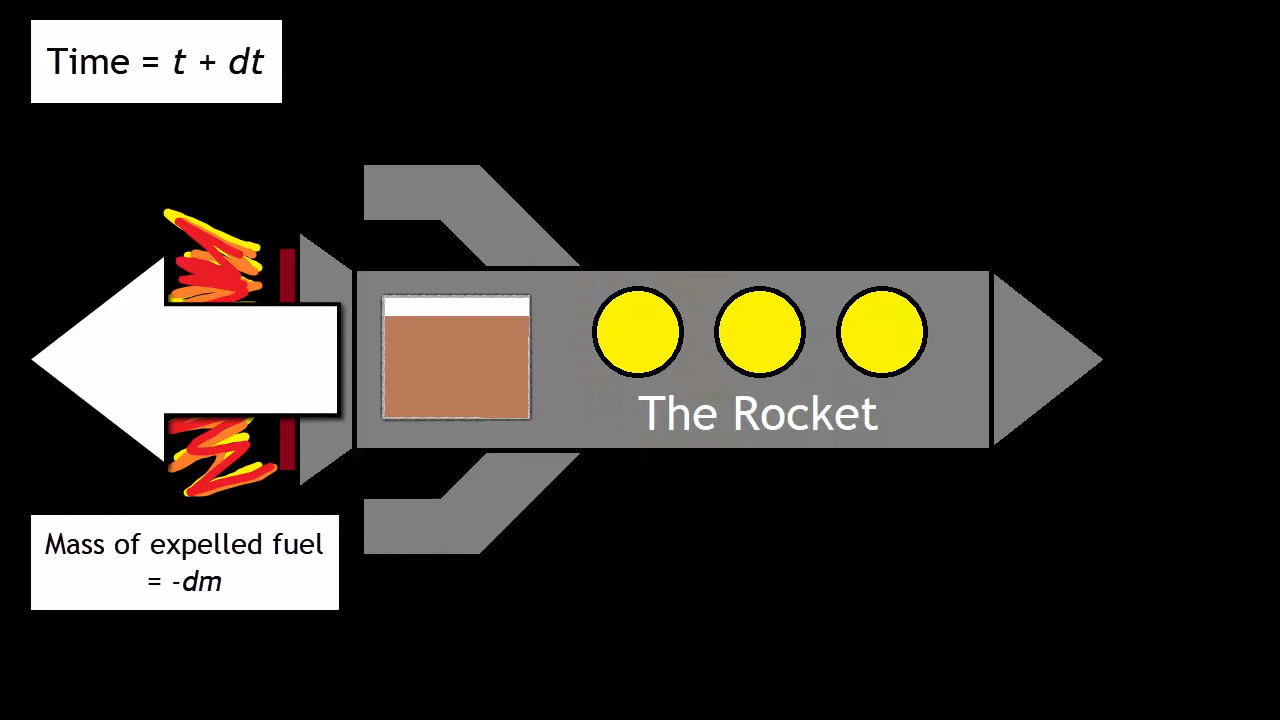 Time = t + dt
The Rocket
Mass of expelled fuel
= -dm